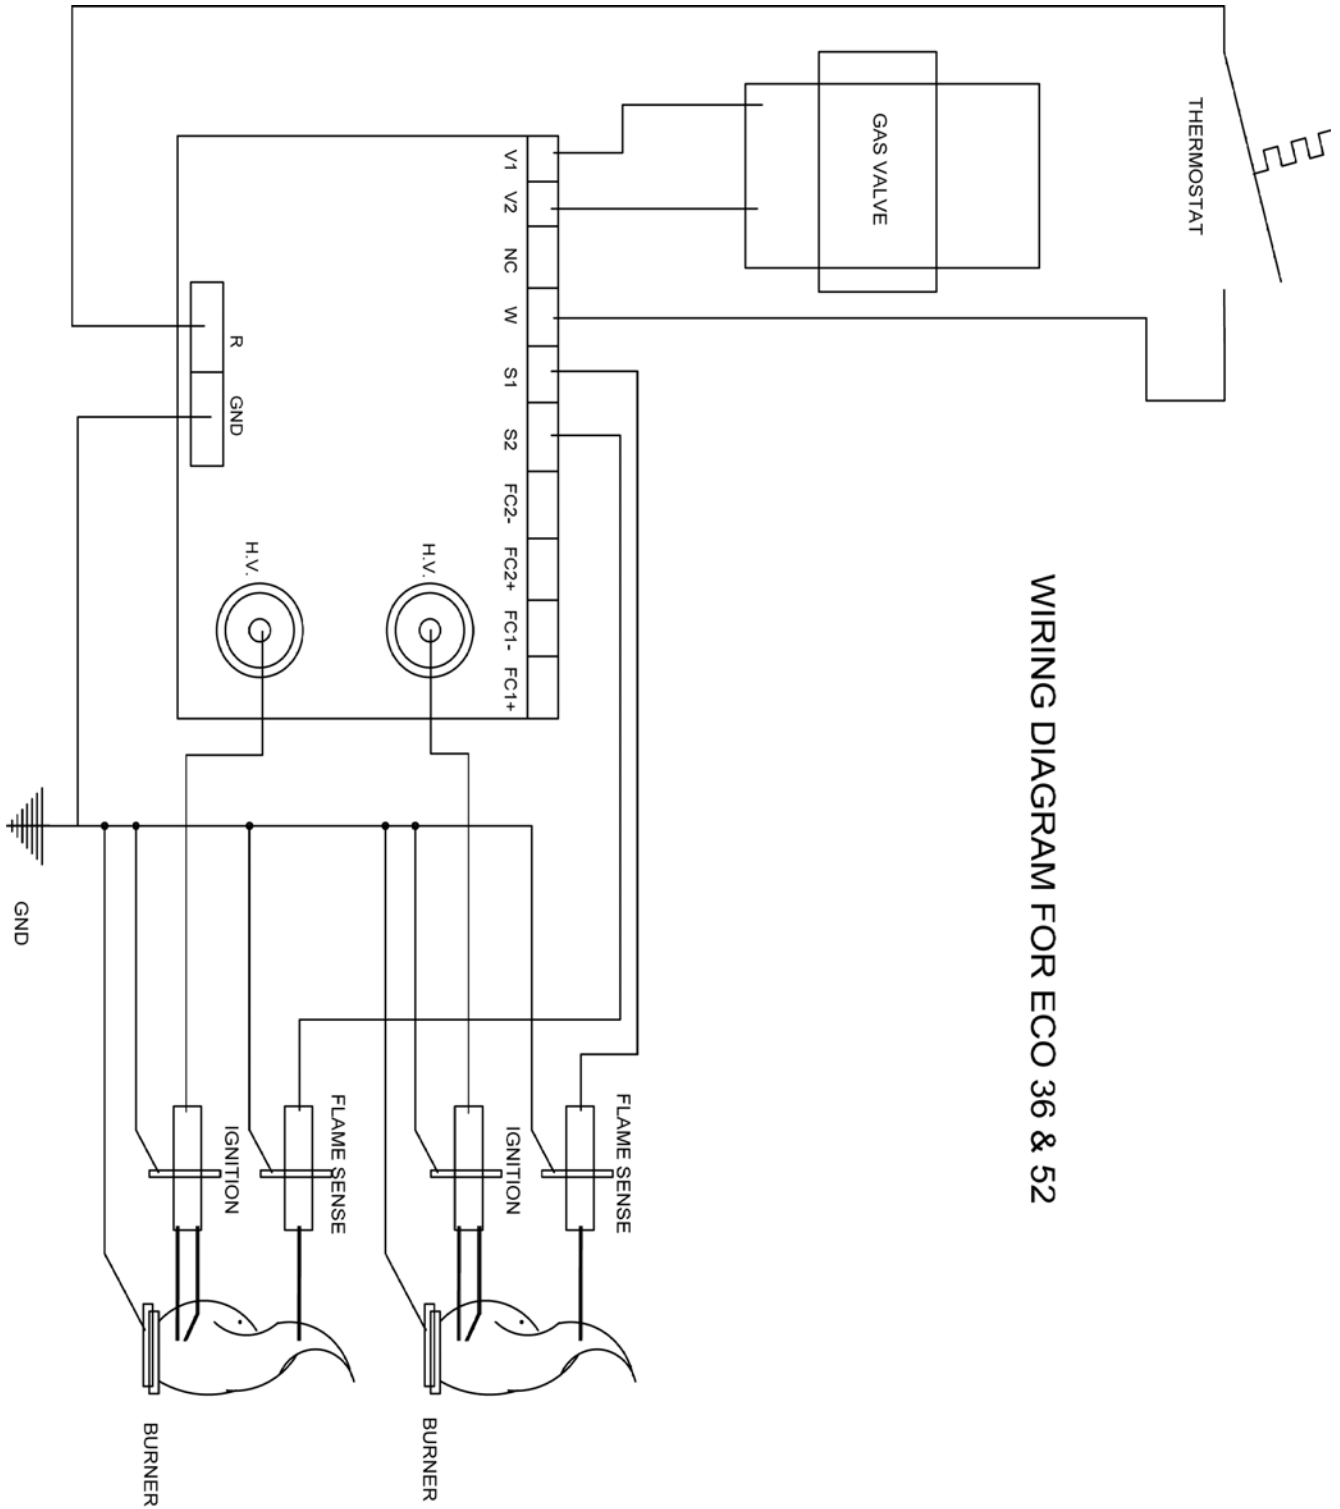 WIRING DIAGRAM FOR ECO 36 & 52
THERMOSTAT
GAS VALVE
V1
V2
NC
W
S1
S2
FC2-
FC2+
FC1-
FC1+
R
GND
H.V.
H.V.
FLAME SENSE
IGNITION
BURNER
FLAME SENSE
IGNITION
BURNER
GND